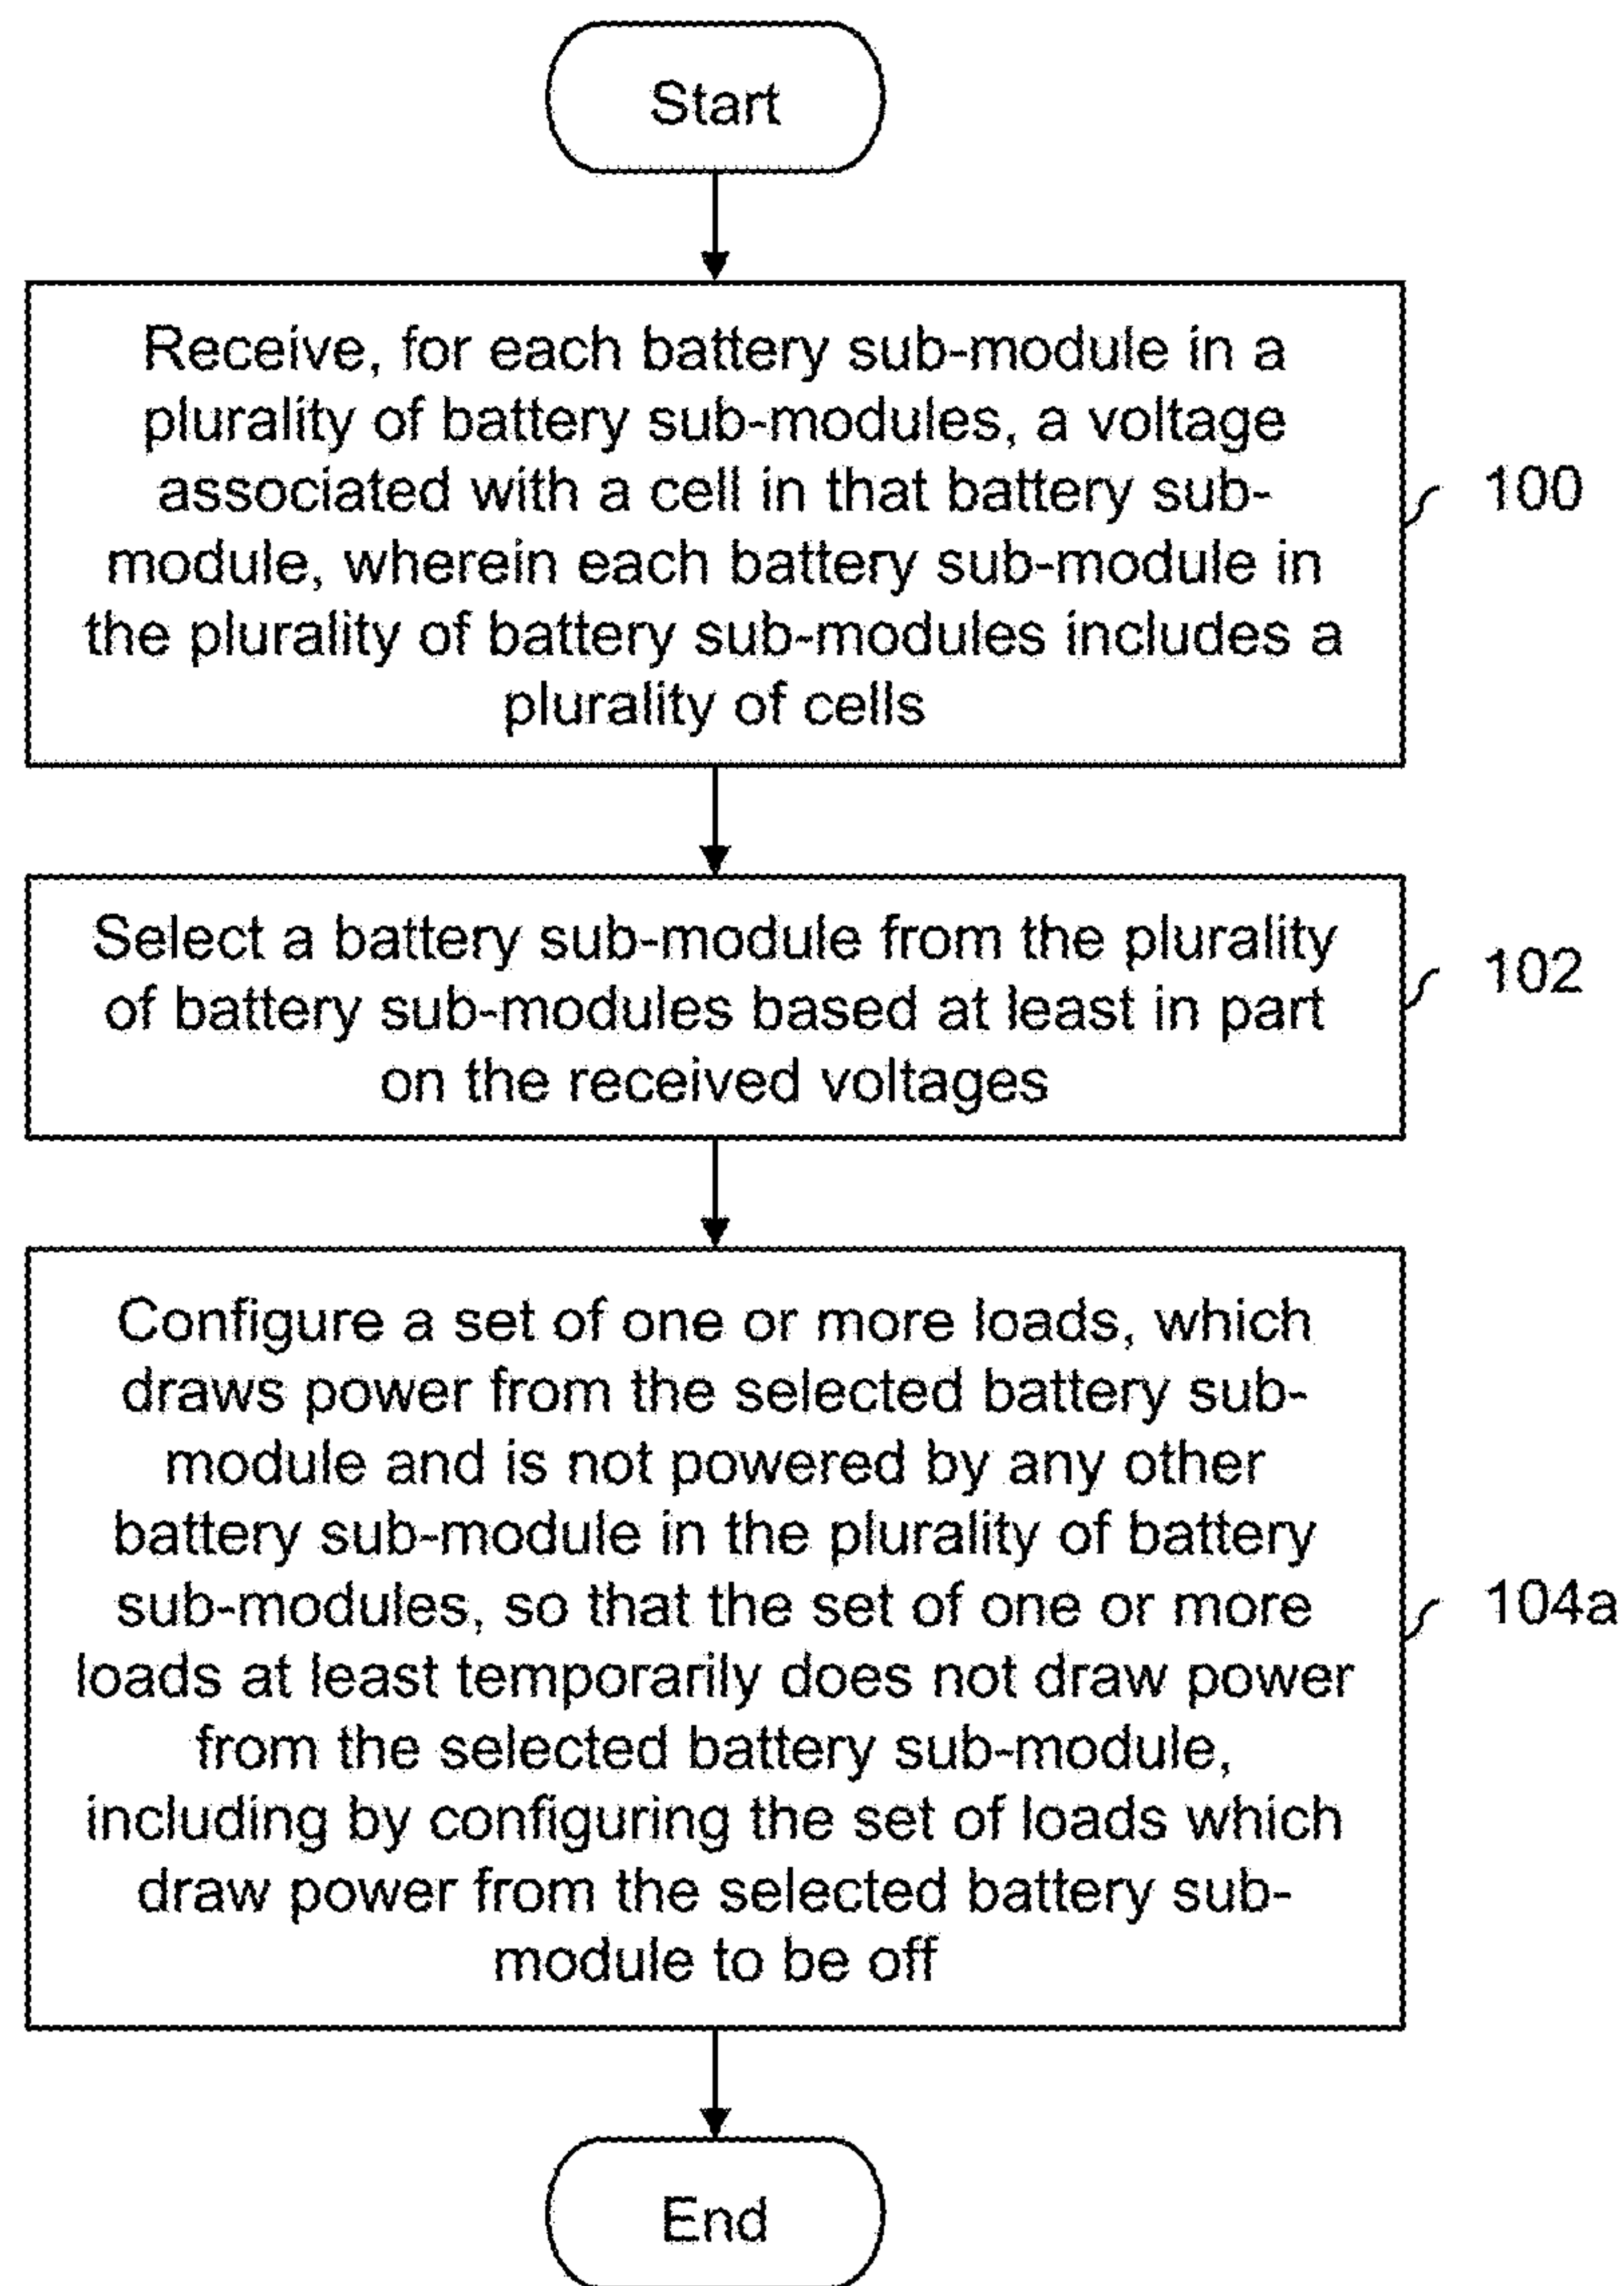 Start
Receive, for each battery sub-module in a
plurality of battery sub-modules, a voltage
associated with a cell in that battery sub-
module, wherein each battery sub-module in
the plurality of battery sub-modules includes a
plurality of cells
100
Select a battery sub-module from the plurality
of battery sub-modules based at least in part
on the received voltages
102
Configure a set of one or more loads, which
draws power from the selected battery sub-
module and is not powered by any other
battery sub-module in the plurality of battery
sub-modules, so that the set of one or more
loads at least temporarily does not draw power
from the selected battery sub-module,
including by configuring the set of loads which
draw power from the selected battery sub-
module to be off
104a
End